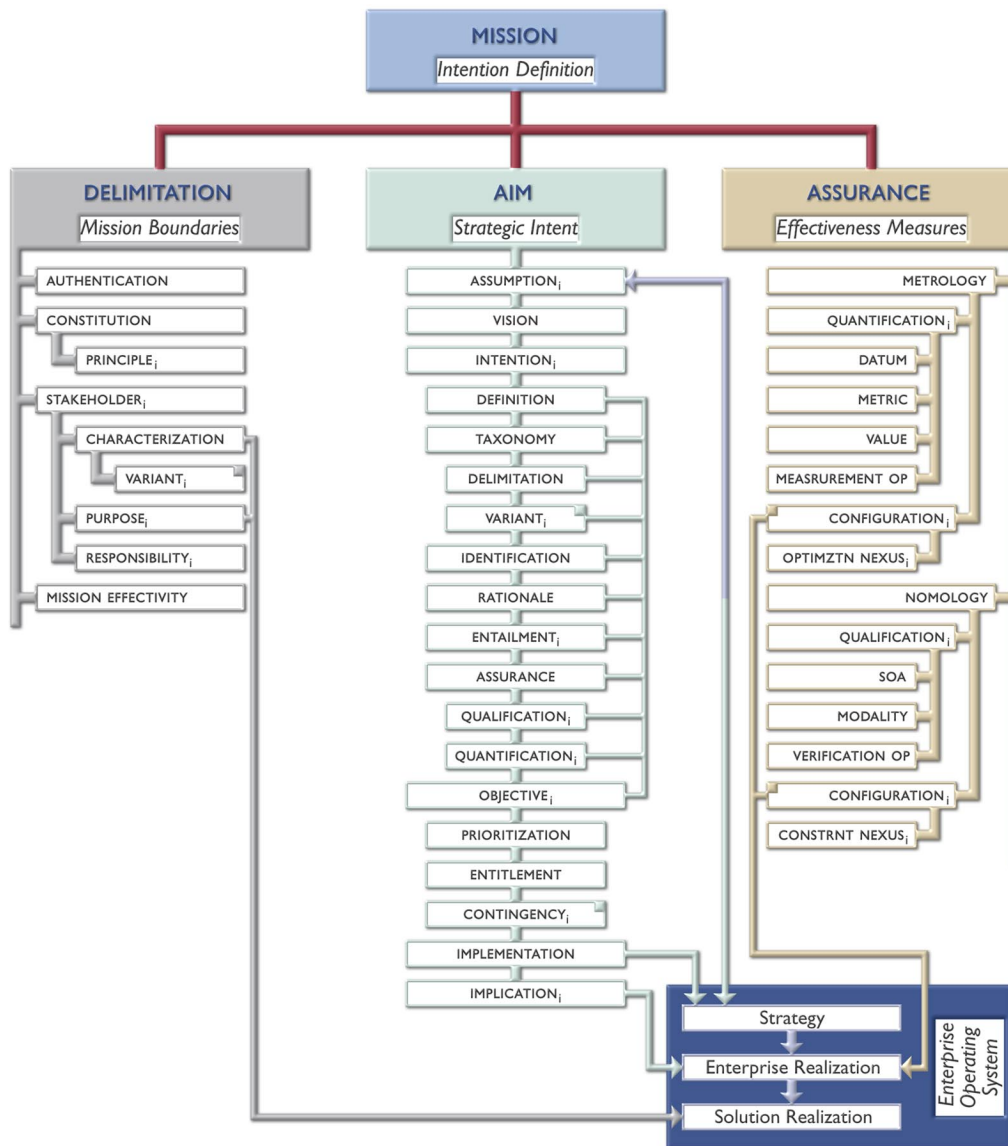 MISSION
Intention Definition
DELIMITATION
Mission Boundaries
AUTHENTICATION
CONSTITUTION
PRINCIPLEi
STAKEHOLDERi
CHARACTERIZATION
VARIANTi
PURPOSEi
RESPONSIBILITYi
MISSION EFFECTIVITY
AIM
Strategic Intent
ASSUMPTIONi
VISION
INTENTIONi
DEFINITION
TAXONOMY
DELIMITATION
VARIANTi
IDENTIFICATION
RATIONALE
ENTAILMENTi
ASSURANCE
QUALIFICATIONi
QUANTIFICATIONi
OBJECTIVEi
PRIORITIZATION
ENTITLEMENT
CONTINGENCYi
IMPLEMENTATION
IMPLICATIONi
ASSURANCE
Effectiveness Measures
METROLOGY
QUANTIFICATIONi
DATUM
METRIC
VALUE
MEASRUREMENT OP
CONFIGURATIONi
OPTIMZTN NEXUSi
NOMOLOGY
QUALIFICATIONi
SOA
MODALITY
VERIFICATION OP
CONFIGURATIONi
CONSTRNT NEXUSi
Strategy
Enterprise Realization
Solution Realization
Enterprise
Operating
System